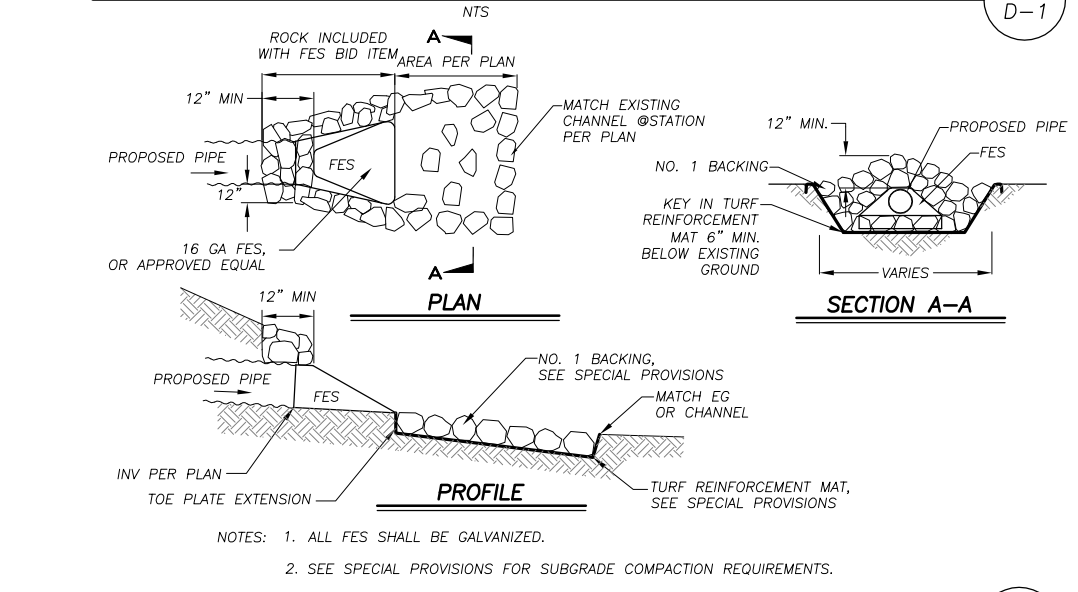 NTS
D-1
ROCK INCLUDED
WITH FES BID ITEM
A
AREA PER PLAN
12" MIN
MATCH EXISTING
CHANNEL @STATION
PER PLAN
PROPOSED PIPE
FES
12"
16 GA FES,
OR APPROVED EQUAL
A
PLAN
12" MIN.
PROPOSED PIPE
FES
NO. 1 BACKING
KEY IN TURF
REINFORCEMENT
MAT 6" MIN.
BELOW EXISTING
GROUND
VARIES
SECTION A-A
12" MIN
PROPOSED PIPE
FES
NO. 1 BACKING,
SEE SPECIAL PROVISIONS
MATCH EG
OR CHANNEL
INV PER PLAN
TOE PLATE EXTENSION
PROFILE
TURF REINFORCEMENT MAT,
SEE SPECIAL PROVISIONS
NOTES: 1. ALL FES SHALL BE GALVANIZED.
2. SEE SPECIAL PROVISIONS FOR SUBGRADE COMPACTION REQUIREMENTS.